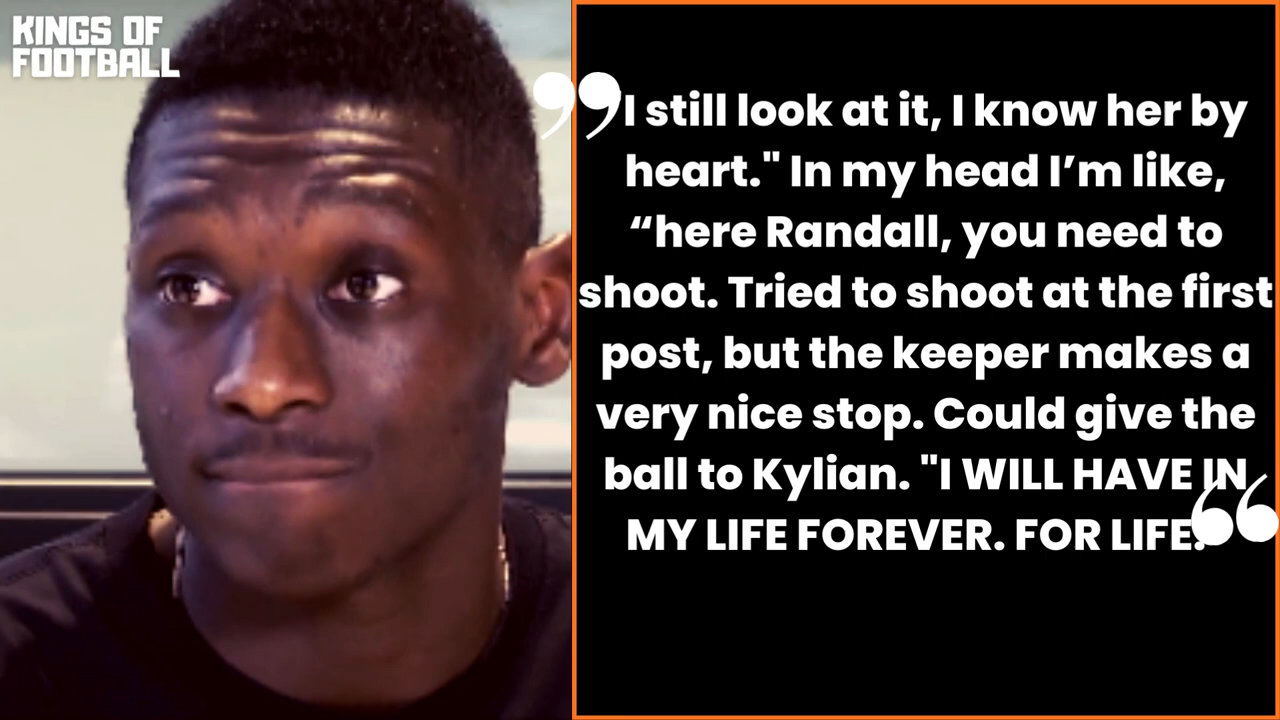 KINGS OF
FOOTBALL
"I still look at it, I know her by
heart." In my head I’m like,
“here Randall, you need to
shoot. Tried to shoot at the first
post, but the keeper makes a
very nice stop. Could give the
ball to Kylian. "I WILL HAVE IN
MY LIFE FOREVER. FOR LIFE.